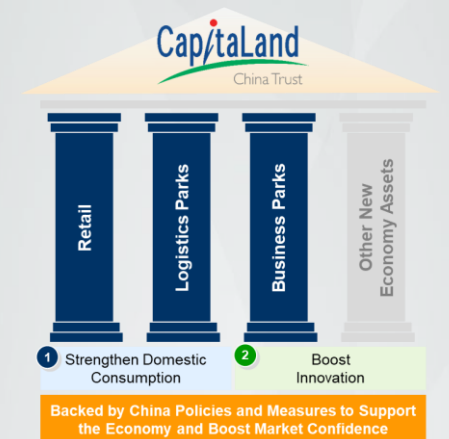 CapitaLand
China Trust
Retail
Logistics Parks
Business Parks
Other New
Economy Assets
1 Strengthen Domestic
Consumption
2 Boost
Innovation
Backed by China Policies and Measures to Support
the Economy and Boost Market Confidence